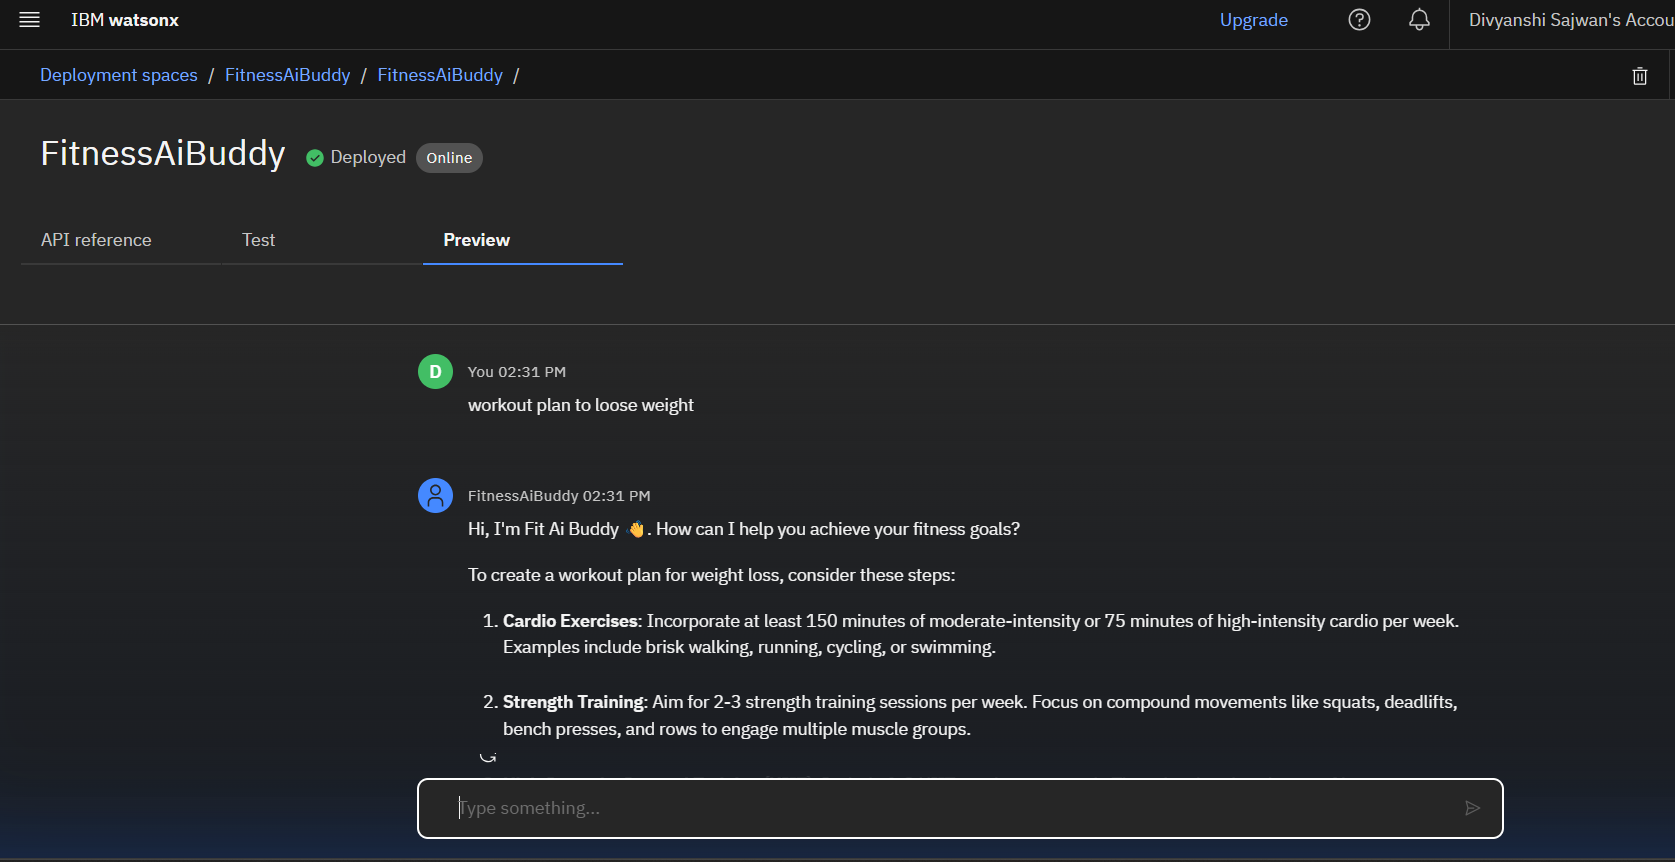 IBM watsonx
Upgrade
Divyanshi Sajwan's Accou
Deployment spaces / FitnessAiBuddy / FitnessAiBuddy /
FitnessAiBuddy Deployed Online
API reference Test Preview
D You 02:31 PM
workout plan to loose weight
FitnessAiBuddy 02:31 PM
Hi, I'm Fit Ai Buddy 👋. How can I help you achieve your fitness goals?
To create a workout plan for weight loss, consider these steps:
1. Cardio Exercises: Incorporate at least 150 minutes of moderate-intensity or 75 minutes of high-intensity cardio per week.
Examples include brisk walking, running, cycling, or swimming.
2. Strength Training: Aim for 2-3 strength training sessions per week. Focus on compound movements like squats, deadlifts,
bench presses, and rows to engage multiple muscle groups.
Type something...